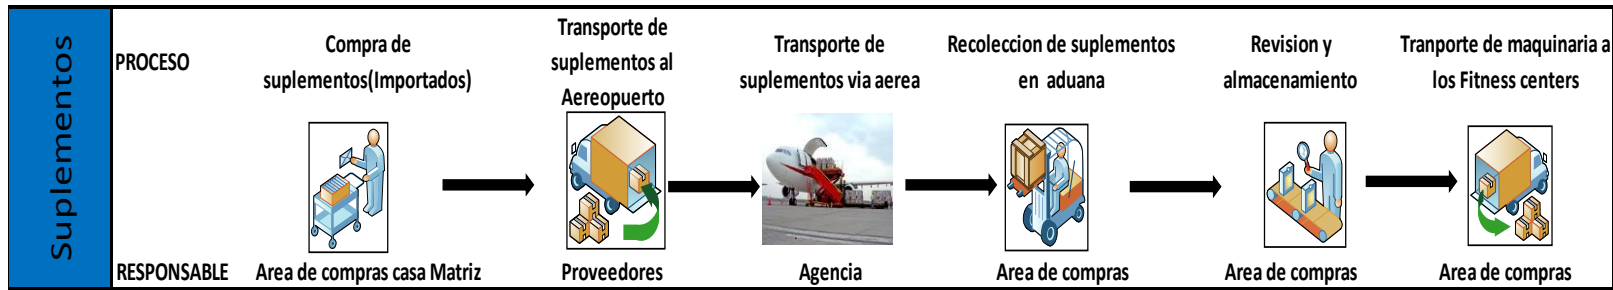 Suplementos
PROCESO
Compra de
suplementos(Importados)
Transporte de
suplementos al
Aereopuerto
Transporte de
suplementos via aerea
Recoleccion de suplementos
en aduana
Revision y
almacenamiento
Tranporte de maquinaria a
los Fitness centers
RESPONSABLE
Area de compras casa Matriz
Proveedores
Agencia
Area de compras
Area de compras
Area de compras